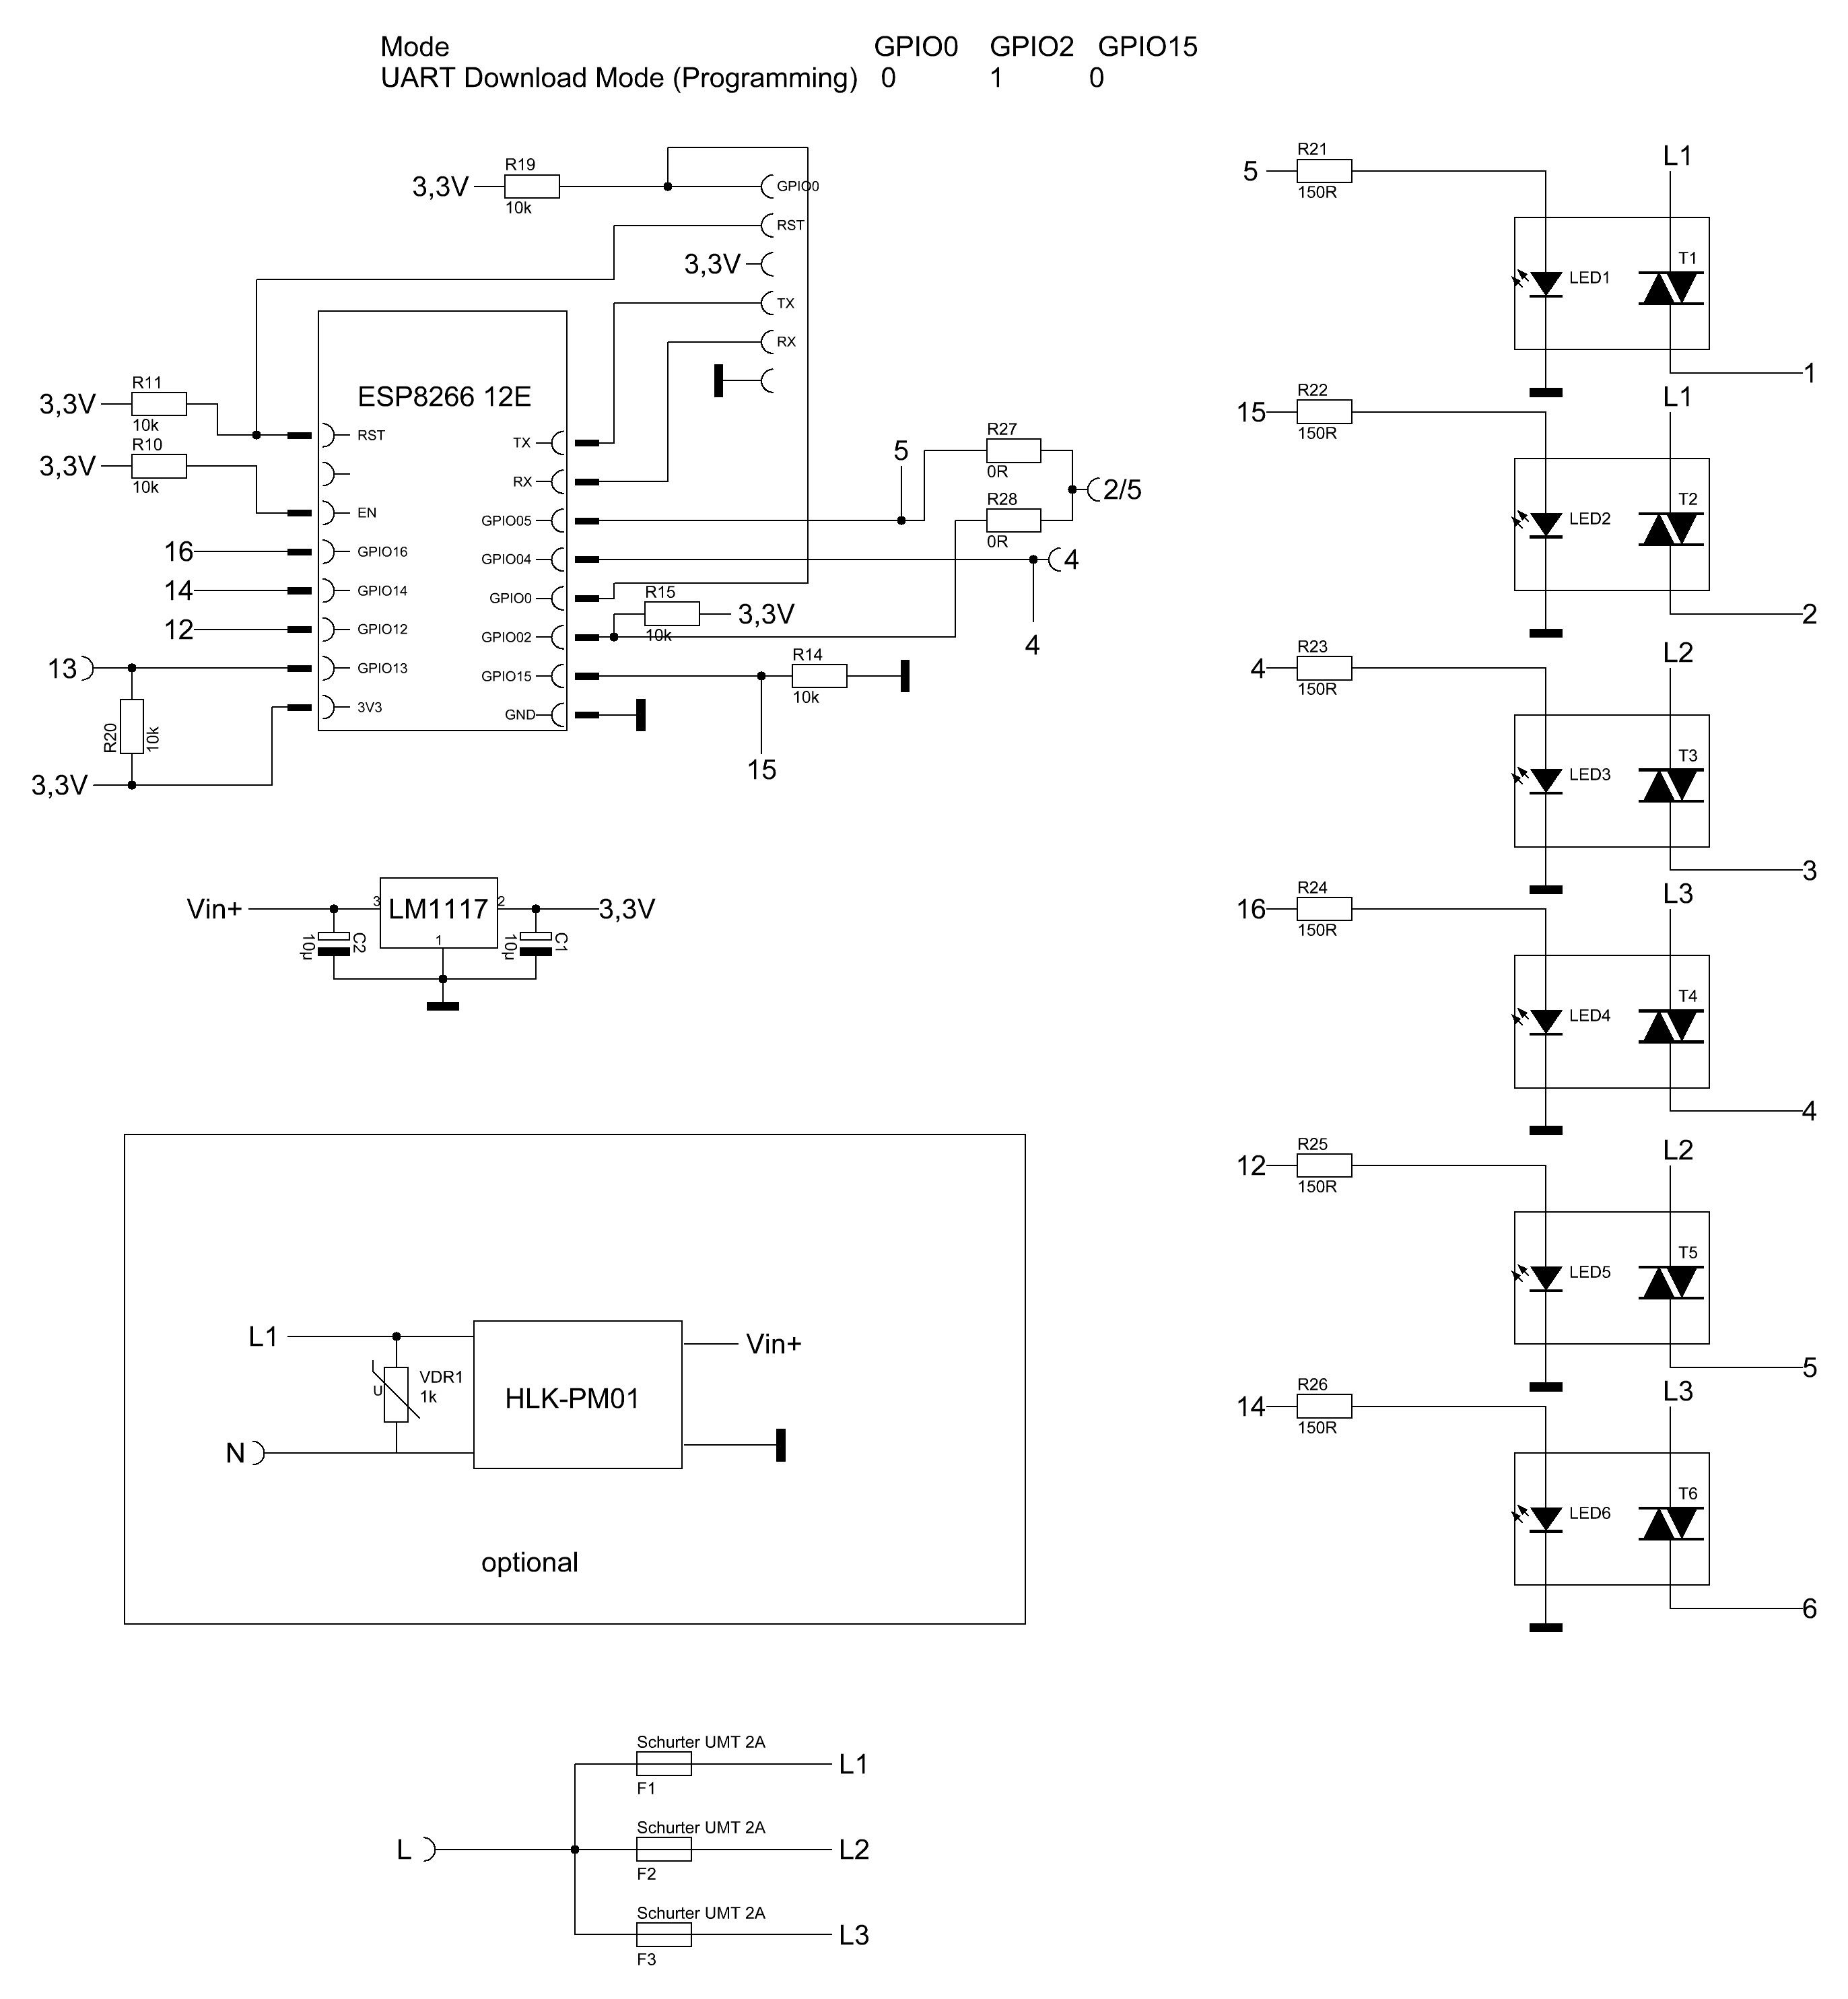 Mode GPIO0 GPIO2 GPIO15
UART Download Mode (Programming) 0 1 0
3,3V
R19
10k
GPIO0
RST
3,3V
TX
RX
ESP8266 12E
3,3V
R11
10k
3,3V
R10
10k
RST
EN
16
GPIO16
14
GPIO14
12
GPIO12
13
GPIO13
3V3
R20
10k
3,3V
TX
RX
GPIO05
GPIO04
GPIO0
GPIO02
GPIO15
GND
5
R27
0R
R28
0R
2/5
4
4
R15
10k
3,3V
R14
10k
15
Vin+
3
LM1117
2
1
3,3V
C2
10µ
C1
10µ
L1
VDR1
1k
U
N
HLK-PM01
Vin+
optional
L
Schurter UMT 2A
F1
L1
Schurter UMT 2A
F2
L2
Schurter UMT 2A
F3
L3
5
R21
150R
L1
LED1
T1
1
15
R22
150R
L1
LED2
T2
2
4
R23
150R
L2
LED3
T3
3
16
R24
150R
L3
LED4
T4
4
12
R25
150R
L2
LED5
T5
5
14
R26
150R
L3
LED6
T6
6